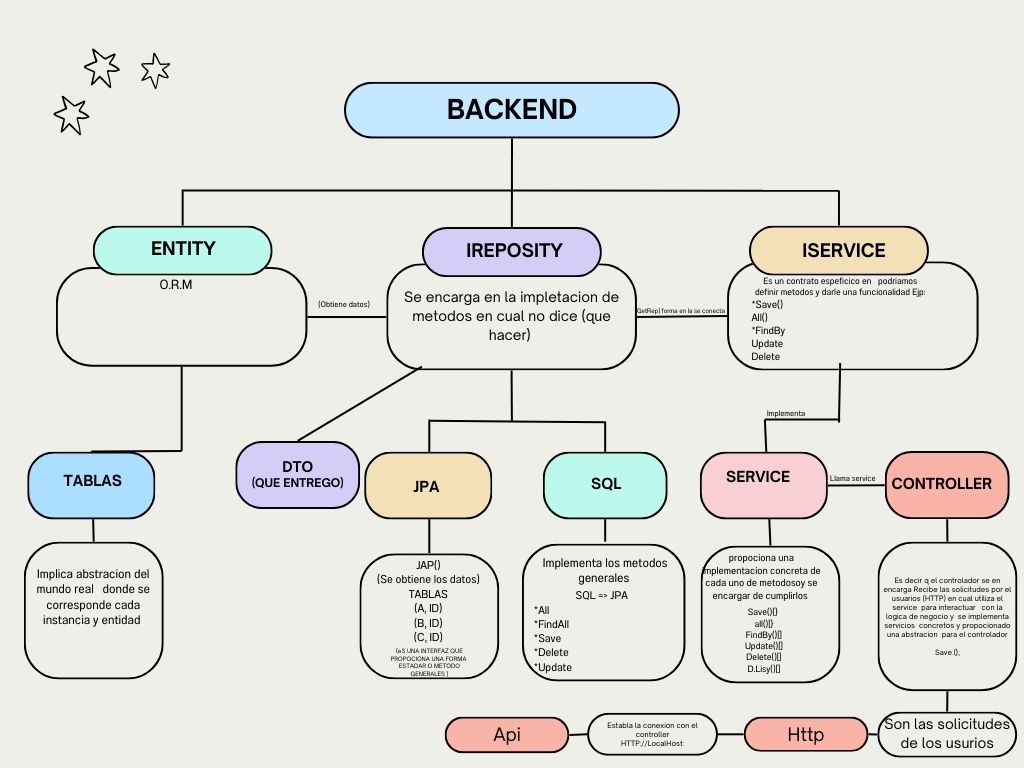 BACKEND
ENTITY
O.R.M
(Obtiene datos)
IREPOSITY
Se encarga en la impletacion de
metodos en cual no dice (que
hacer)
GetRep) forma en la se conecta
ISERVICE
Es un contrato espeficico en podriamos
definir metodos y darle una funcionalidad Ejp:
*Save()
All()
*FindBy
Update
Delete
Implementa
TABLAS
DTO
(QUE ENTREGO)
JPA
SQL
SERVICE
Llama service
CONTROLLER
Implica abstracion del
mundo real donde se
corresponde cada
instancia y entidad
JAP()
(Se obtiene los datos)
TABLAS
(A, ID)
(B, ID)
(C, ID)
(eS UNA INTERFAZ QUE
PROPOCIONA UNA FORMA
ESTADAR O METODO
GENERALES )
Implementa los metodos
generales
SQL => JPA
*All
*FindAll
*Save
*Delete
*Update
propociona una
implementacion concreta de
cada uno de metodosoy se
encargar de cumplirlos
Save(){}
all(){}
FindBy()[]
Update()[]
Delete()[]
D.Lisy()[]
Es decir q el controlador se en
encarga Recibe las solicitudes por el
usuarios (HTTP) en cual utiliza el
service para interactuar con la
logica de negocio y se implementa
servicios concretos y propocionado
una abstracion para el controlador
Save.();
Api
Establa la conexion con el
controller
HTTP://LocalHost:
Http
Son las solicitudes
de los usurios